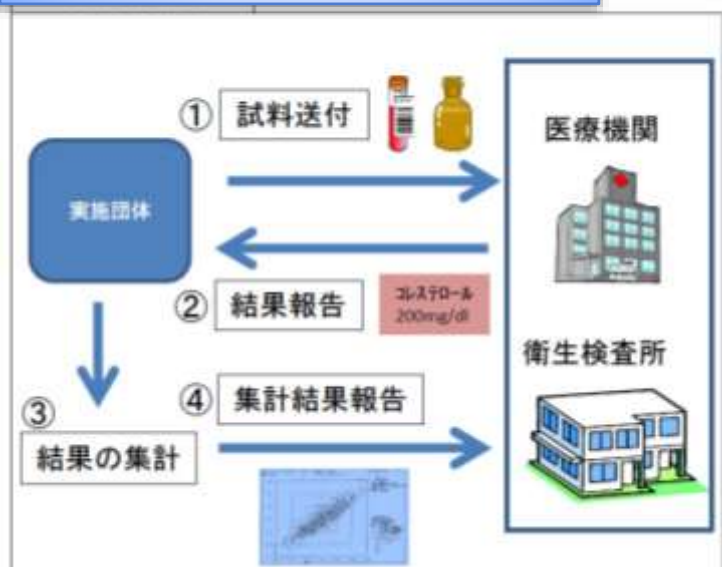 ① 試料送付
医療機関
実施団体
② 結果報告
コレステロール
200mg/dl
衛生検査所
③
結果の集計
④ 集計結果報告